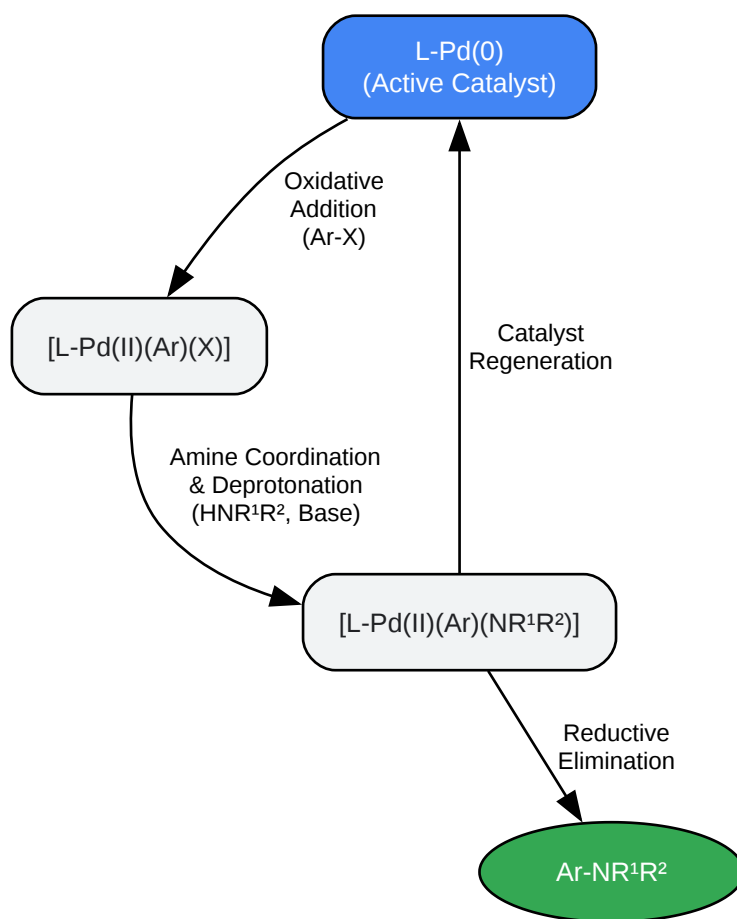 L-Pd(0)
(Active Catalyst)
Oxidative
Addition
(Ar-X)
[L-Pd(II)(Ar)(X)]
Catalyst
Regeneration
Amine Coordination
& Deprotonation
(HNR¹R², Base)
[L-Pd(II)(Ar)(NR¹R²)]
Reductive
Elimination
Ar-NR¹R²